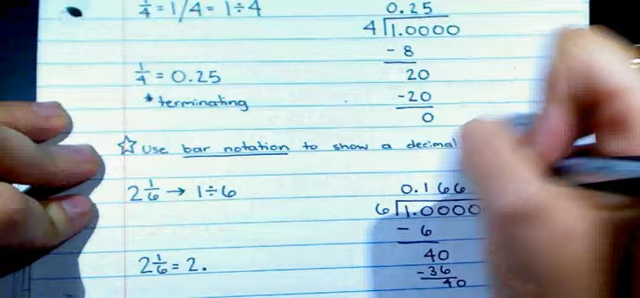 1/4 = 1/4 = 1÷4
0.25
4⟌1.0000
- 8
20
1/4 = 0.25
* terminating
-20
0
☆ Use bar notation to show a decimal
2 1/6 → 1÷6
0.166
6⟌1.0000
- 6
40
2 1/6 = 2.
-36
40